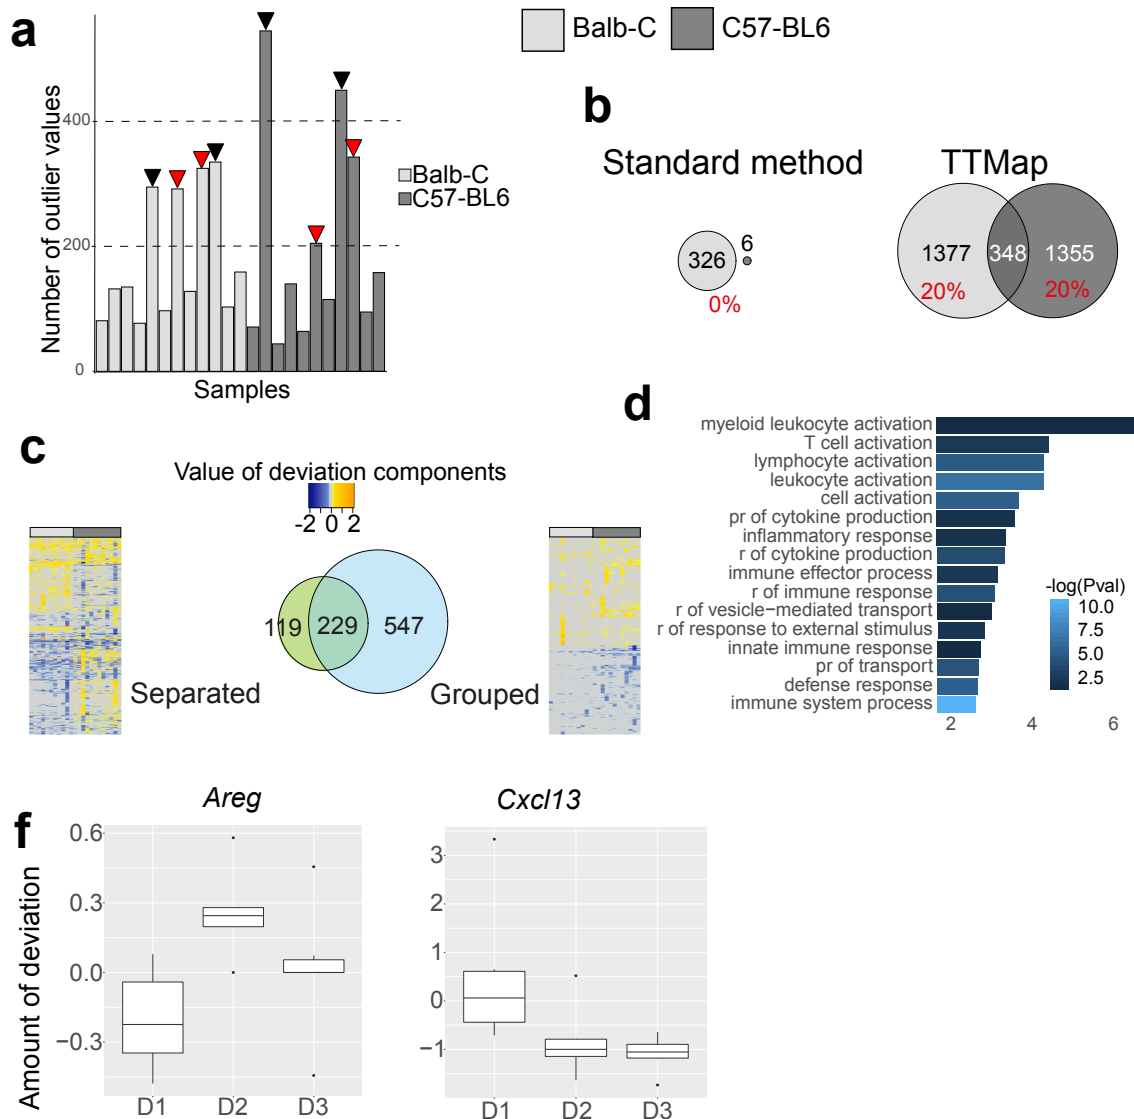 a
Balb-C
C57-BL6
Number of outlier values
400
200
0
Balb-C
C57-BL6
Samples
b
Standard method
TTMap
326
6
0%
1377
348
1355
20%
20%
c
Value of deviation components
-2 0 2
119
229
547
Separated
Grouped
d
myeloid leukocyte activation
T cell activation
lymphocyte activation
leukocyte activation
cell activation
pr of cytokine production
inflammatory response
r of cytokine production
immune effector process
r of immune response
r of vesicle−mediated transport
r of response to external stimulus
innate immune response
pr of transport
defense response
immune system process
2 4 6
-log(Pval)
10.0
7.5
5.0
2.5
f
Areg
Amount of deviation
0.6
0.3
0.0
−0.3
D1 D2 D3
Cxcl13
3
2
1
0
−1
D1 D2 D3